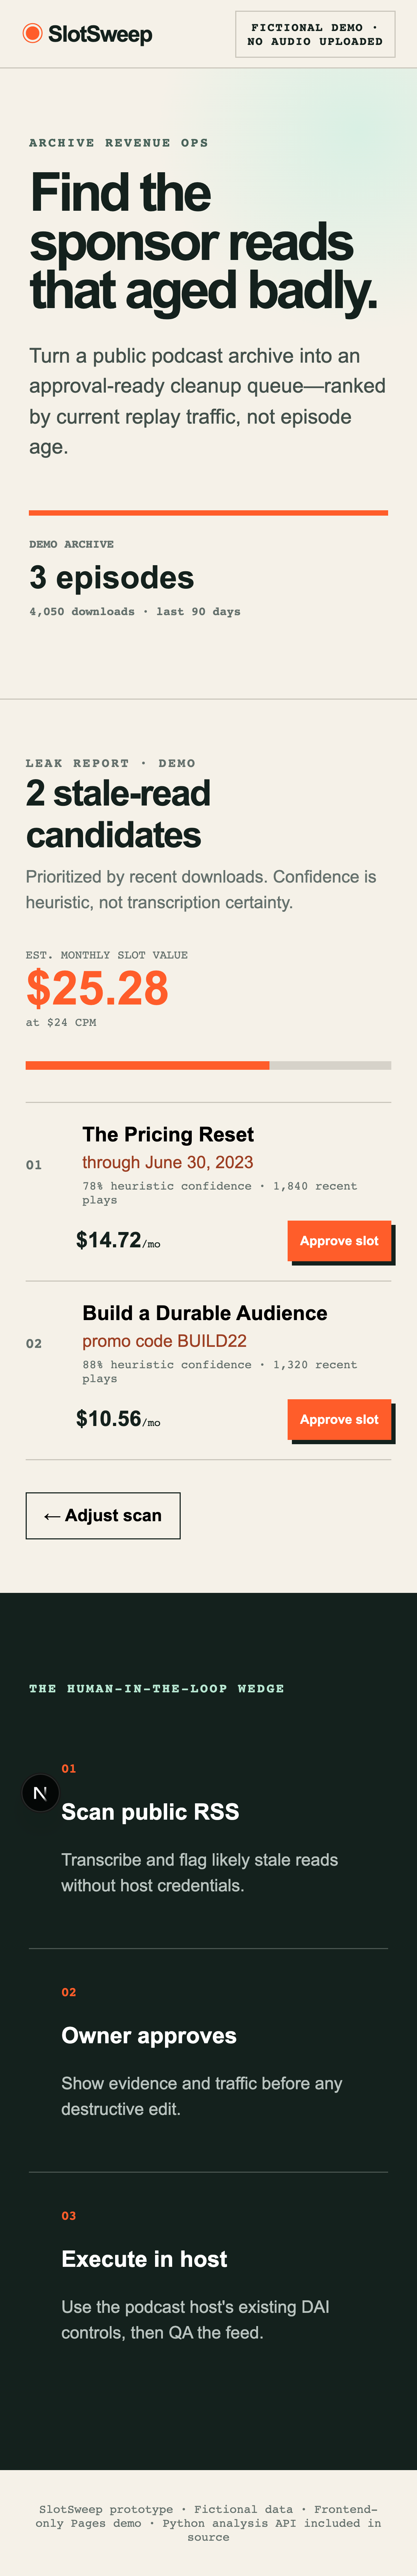 SlotSweep
FICTIONAL DEMO ·
NO AUDIO UPLOADED
ARCHIVE REVENUE OPS
Find the
sponsor reads
that aged badly.
Turn a public podcast archive into an
approval-ready cleanup queue—ranked
by current replay traffic, not episode
age.
DEMO ARCHIVE
3 episodes
4,050 downloads · last 90 days
LEAK REPORT · DEMO
2 stale-read
candidates
Prioritized by recent downloads. Confidence is
heuristic, not transcription certainty.
EST. MONTHLY SLOT VALUE
$25.28
at $24 CPM
01
The Pricing Reset
through June 30, 2023
78% heuristic confidence · 1,840 recent
plays
$14.72/mo
Approve slot
02
Build a Durable Audience
promo code BUILD22
88% heuristic confidence · 1,320 recent
plays
$10.56/mo
Approve slot
← Adjust scan
THE HUMAN-IN-THE-LOOP WEDGE
01
N
Scan public RSS
Transcribe and flag likely stale reads
without host credentials.
02
Owner approves
Show evidence and traffic before any
destructive edit.
03
Execute in host
Use the podcast host's existing DAI
controls, then QA the feed.
SlotSweep prototype · Fictional data · Frontend-
only Pages demo · Python analysis API included in
source